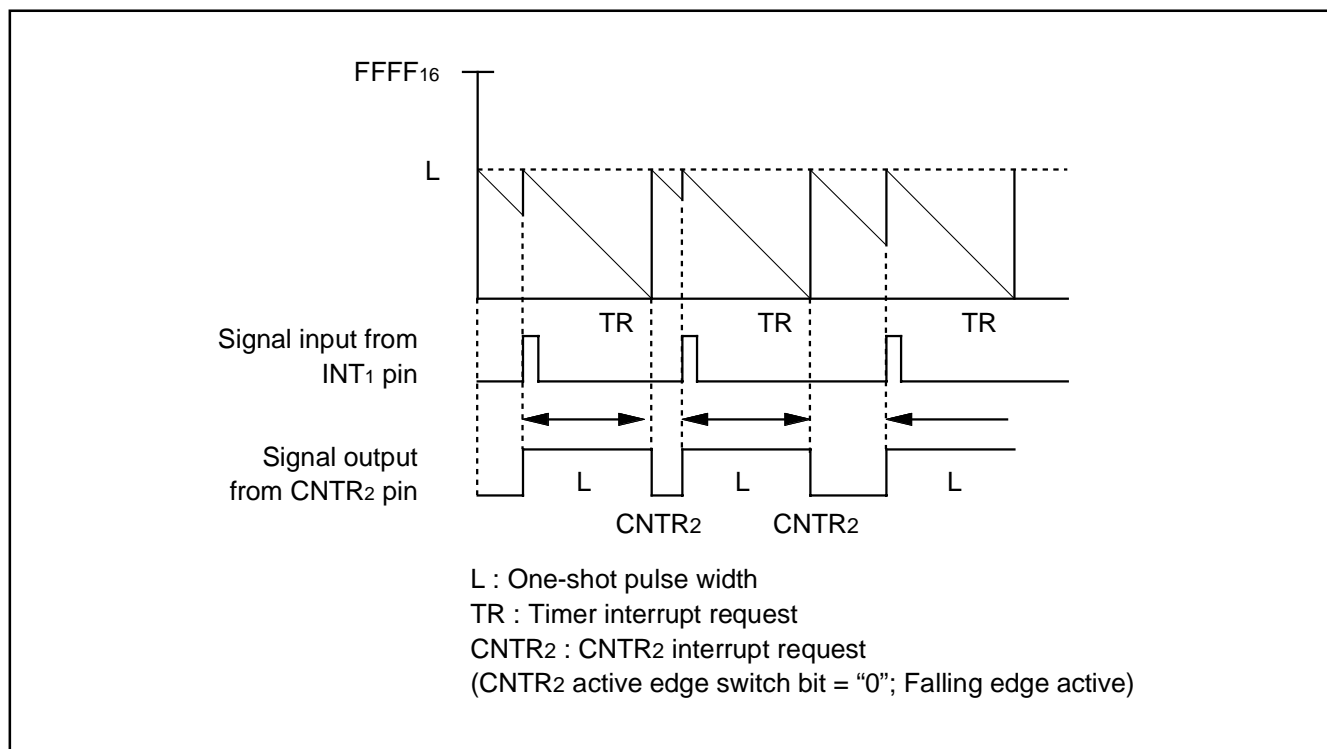 FFFF16
L
TR TR TR
Signal input from
INT1 pin
Signal output
from CNTR2 pin
L L L
CNTR2 CNTR2
L : One-shot pulse width
TR : Timer interrupt request
CNTR2 : CNTR2 interrupt request
(CNTR2 active edge switch bit = “0”; Falling edge active)